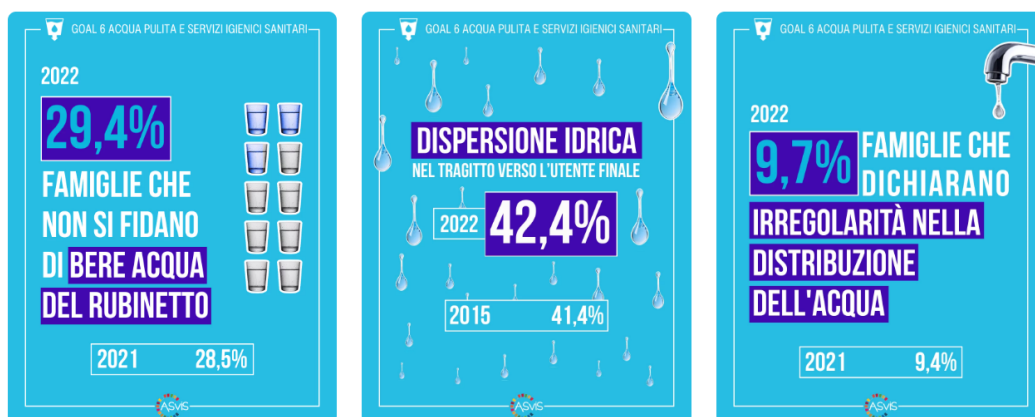 GOAL 6 ACQUA PULITA E SERVIZI IGIENICI SANITARI
2022
29,4%
FAMIGLIE CHE
NON SI FIDANO
DI BERE ACQUA
DEL RUBINETTO
2021 28,5%
ASVIS
GOAL 6 ACQUA PULITA E SERVIZI IGIENICI SANITARI
DISPERSIONE IDRICA
NEL TRAGITTO VERSO L'UTENTE FINALE
2022 42,4%
2015 41,4%
ASVIS
GOAL 6 ACQUA PULITA E SERVIZI IGIENICI SANITARI
2022
9,7% FAMIGLIE CHE
DICHIARANO
IRREGOLARITÀ NELLA
DISTRIBUZIONE
DELL'ACQUA
2021 9,4%
ASVIS